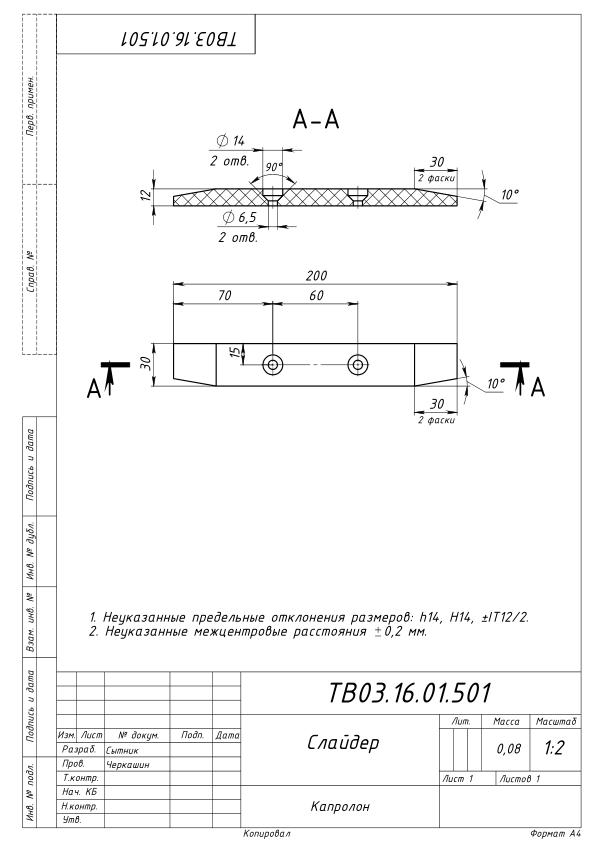 ТВ03.16.01.501
Перв. примен.
Справ. №
Подпись и дата
Инв. № дубл.
Взам. инв. №
Подпись и дата
Инв. № подл.
А-А
∅ 14
2 отв.
90°
30
2 фаски
12
10°
∅ 6,5
2 отв.
200
70
60
30
15
А
А
10°
30
2 фаски
1. Неуказанные предельные отклонения размеров: h14, H14, ±IT12/2.
2. Неуказанные межцентровые расстояния ±0,2 мм.
ТВ03.16.01.501
Изм. Лист № докум. Подп. Дата
Разраб. Сытник
Пров. Черкашин
Т.контр.
Нач. КБ
Н.контр.
Утв.
Слайдер
Лит. Масса Масштаб
0,08 1:2
Лист 1 Листов 1
Капролон
Копировал Формат А4